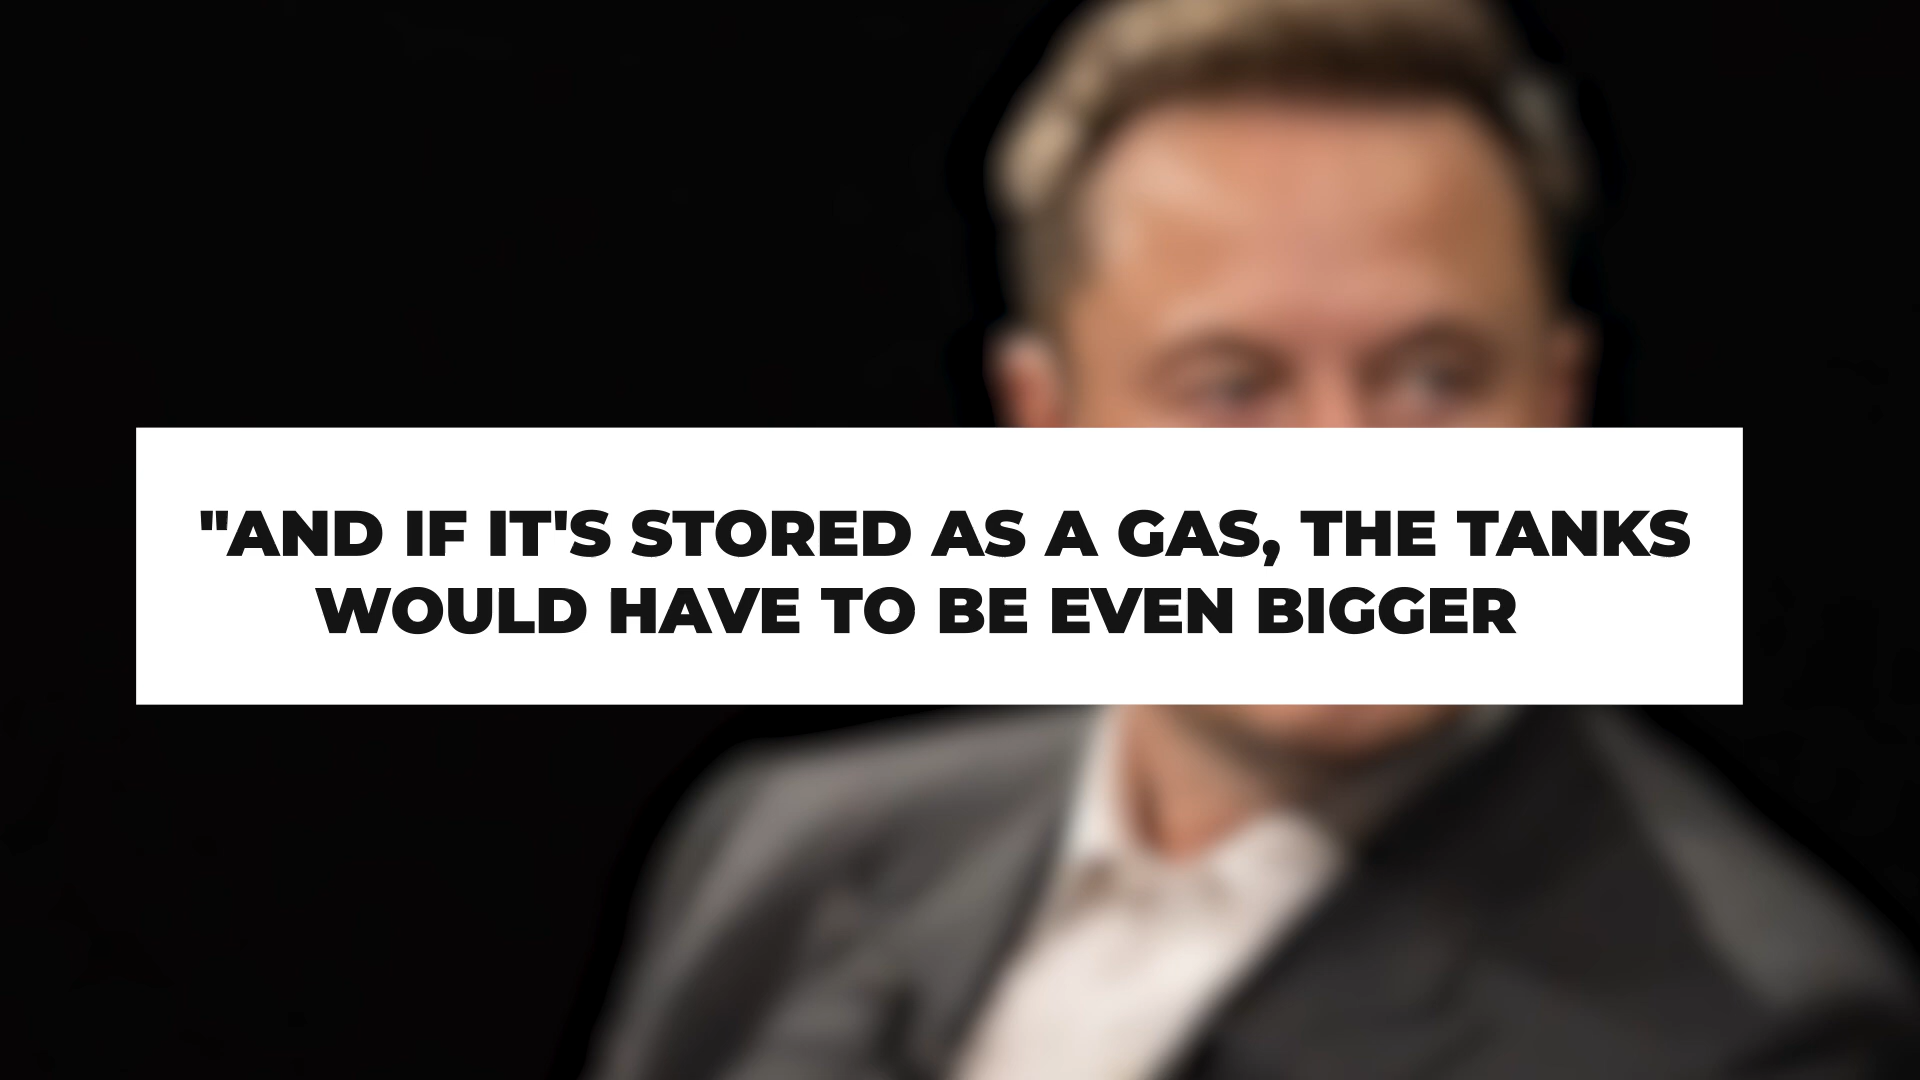 "AND IF IT'S STORED AS A GAS, THE TANKS
WOULD HAVE TO BE EVEN BIGGER